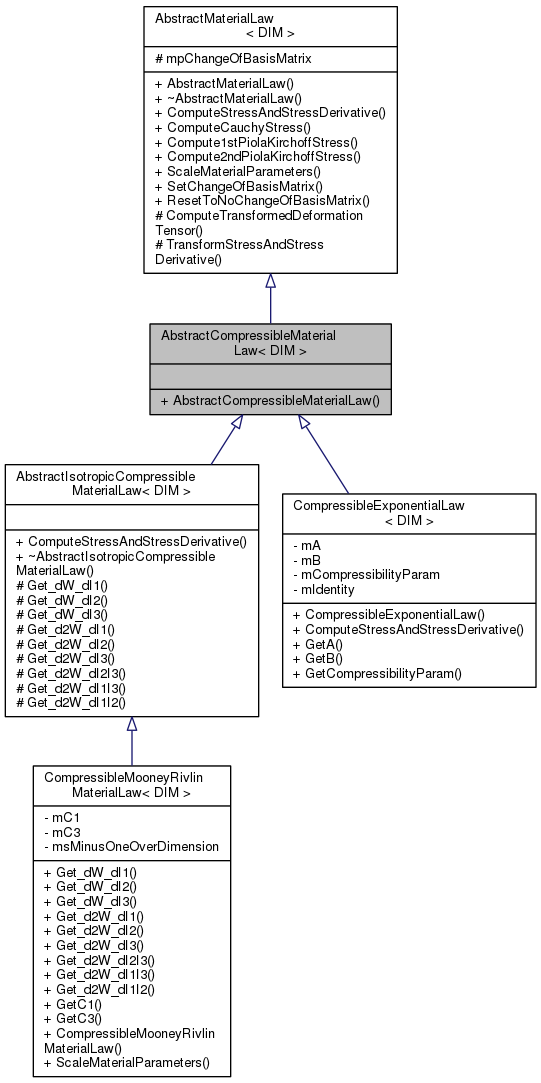 AbstractMaterialLaw
< DIM >
# mpChangeOfBasisMatrix
+ AbstractMaterialLaw()
+ ~AbstractMaterialLaw()
+ ComputeStressAndStressDerivative()
+ ComputeCauchyStress()
+ Compute1stPiolaKirchoffStress()
+ Compute2ndPiolaKirchoffStress()
+ ScaleMaterialParameters()
+ SetChangeOfBasisMatrix()
+ ResetToNoChangeOfBasisMatrix()
# ComputeTransformedDeformation
Tensor()
# TransformStressAndStress
Derivative()
AbstractCompressibleMaterial
Law< DIM >
+ AbstractCompressibleMaterialLaw()
AbstractIsotropicCompressible
MaterialLaw< DIM >
+ ComputeStressAndStressDerivative()
+ ~AbstractIsotropicCompressible
MaterialLaw()
# Get_dW_dI1()
# Get_dW_dI2()
# Get_dW_dI3()
# Get_d2W_dI1()
# Get_d2W_dI2()
# Get_d2W_dI3()
# Get_d2W_dI2I3()
# Get_d2W_dI1I3()
# Get_d2W_dI1I2()
CompressibleExponentialLaw
< DIM >
- mA
- mB
- mCompressibilityParam
- mIdentity
+ CompressibleExponentialLaw()
+ ComputeStressAndStressDerivative()
+ GetA()
+ GetB()
+ GetCompressibilityParam()
CompressibleMooneyRivlin
MaterialLaw< DIM >
- mC1
- mC3
- msMinusOneOverDimension
+ Get_dW_dI1()
+ Get_dW_dI2()
+ Get_dW_dI3()
+ Get_d2W_dI1()
+ Get_d2W_dI2()
+ Get_d2W_dI3()
+ Get_d2W_dI2I3()
+ Get_d2W_dI1I3()
+ Get_d2W_dI1I2()
+ GetC1()
+ GetC3()
+ CompressibleMooneyRivlin
MaterialLaw()
+ ScaleMaterialParameters()